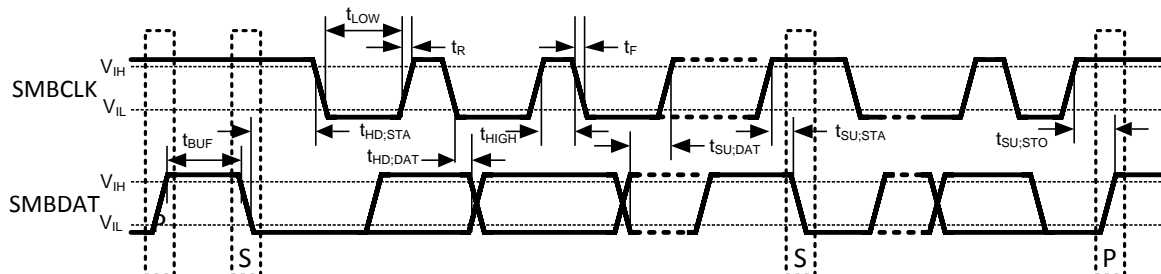 tLOW
tR
tF
VIH
SMBCLK
VIL
tBUF
tHD;STA
tHIGH
tHD;DAT
tSU;DAT
tSU;STA
tSU;STO
VIH
SMBDAT
VIL
P
S
S
P